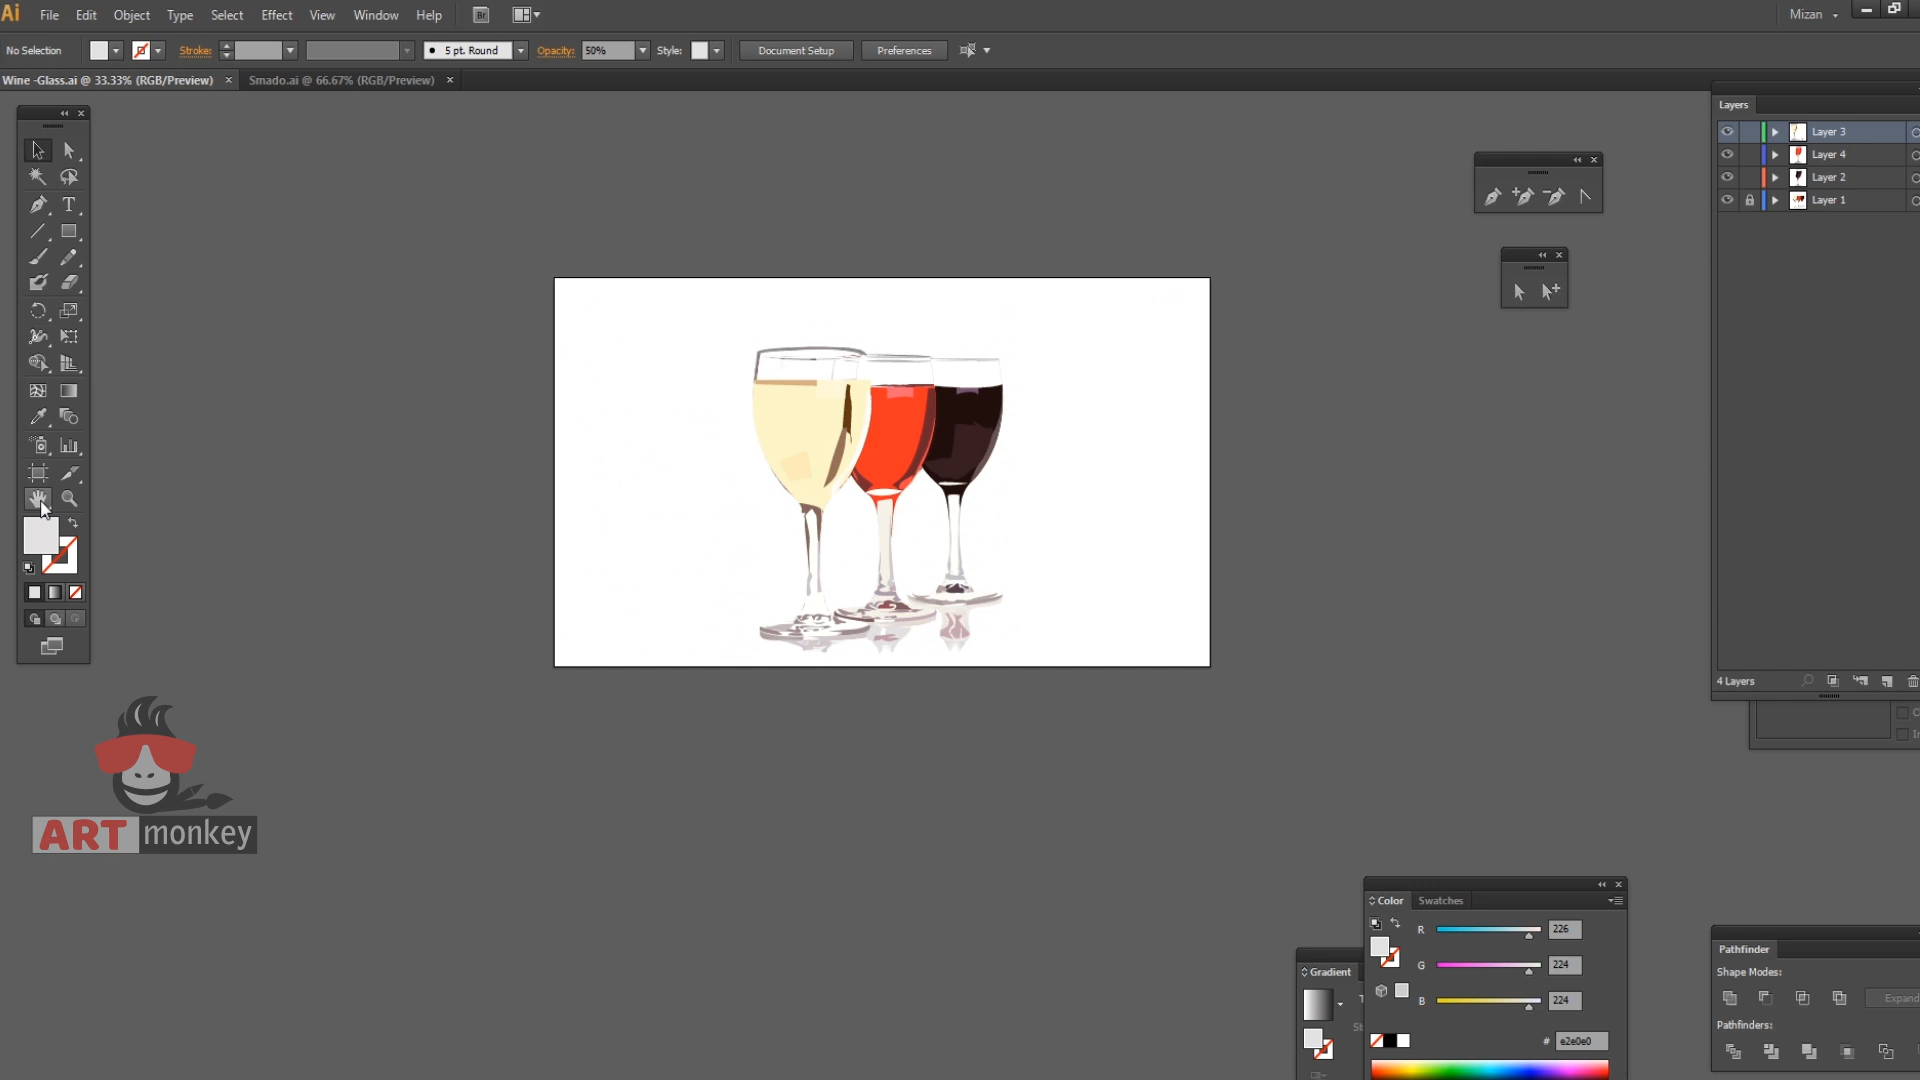 Ai File Edit Object Type Select Effect View Window Help Br Mizan
No Selection Stroke: 5 pt. Round Opacity: 50% Style: Document Setup Preferences
Wine -Glass.ai @ 33.33% (RGB/Preview) × Smado.ai @ 66.67% (RGB/Preview) ×
Layers
Layer 3
Layer 4
Layer 2
Layer 1
4 Layers
ART monkey
Color Swatches
R 226
G 224
B 224
# e2e0e0
Gradient
Pathfinder
Shape Modes:
Expand
Pathfinders: